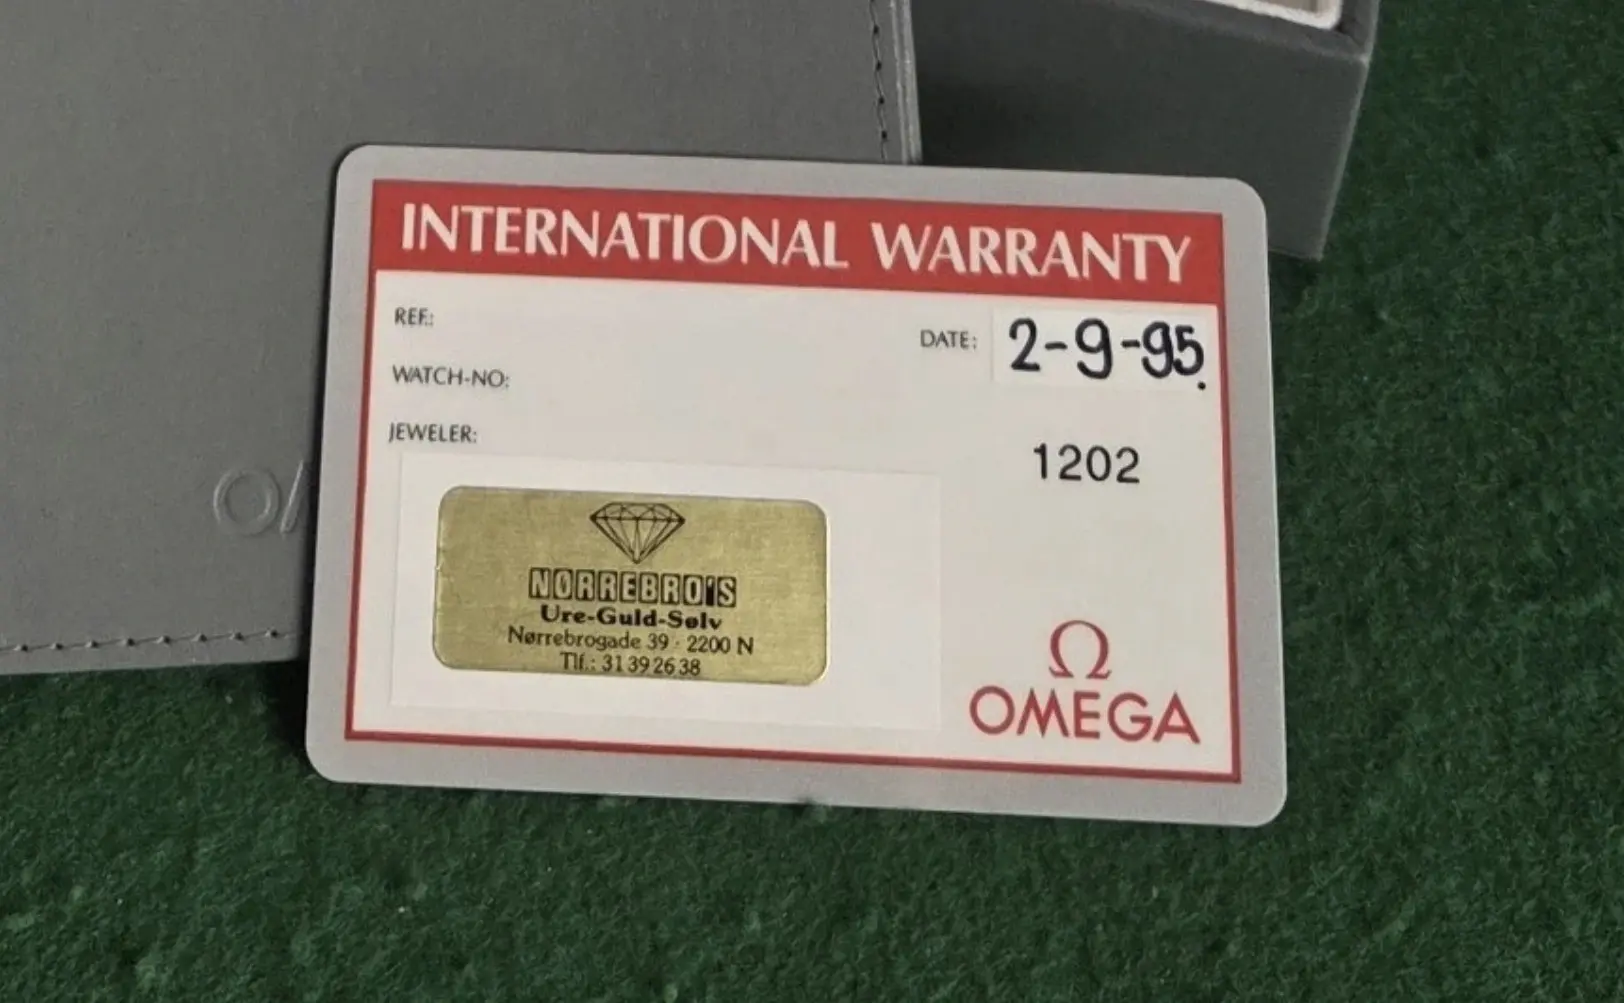 INTERNATIONAL WARRANTY
REF.:
DATE: 2-9-95.
WATCH-NO:
JEWELER:
1202
NØRREBRO'S
Ure-Guld-Sølv
Nørrebrogade 39 · 2200 N
Tlf.: 31 39 26 38
Ω
OMEGA